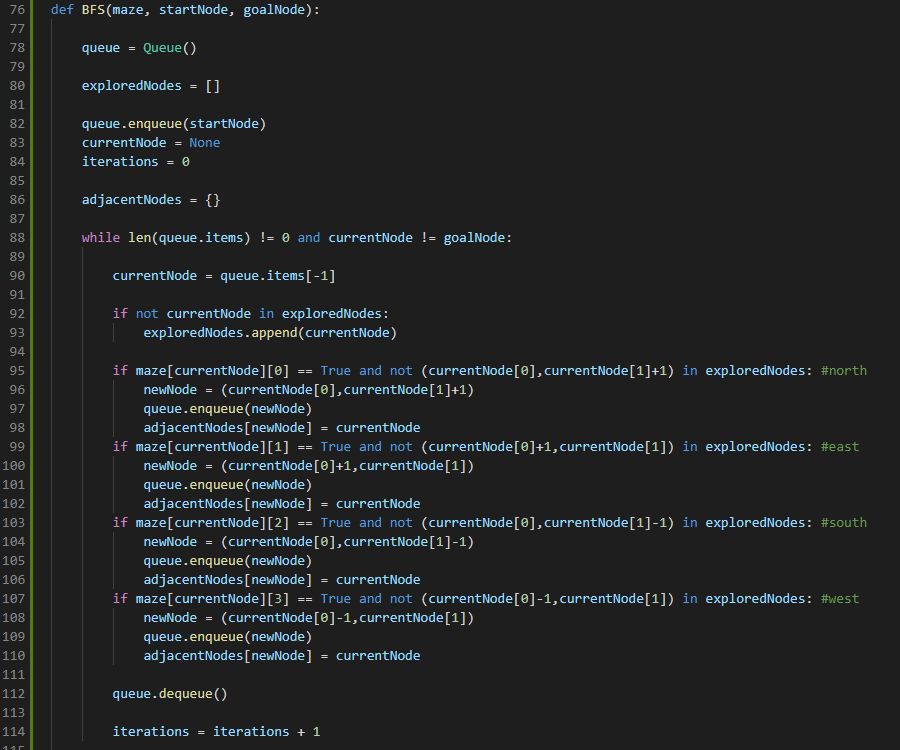 76 def BFS(maze, startNode, goalNode):
77
78     queue = Queue()
79
80     exploredNodes = []
81
82     queue.enqueue(startNode)
83     currentNode = None
84     iterations = 0
85
86     adjacentNodes = {}
87
88     while len(queue.items) != 0 and currentNode != goalNode:
89
90         currentNode = queue.items[-1]
91
92         if not currentNode in exploredNodes:
93             exploredNodes.append(currentNode)
94
95         if maze[currentNode][0] == True and not (currentNode[0],currentNode[1]+1) in exploredNodes: #north
96             newNode = (currentNode[0],currentNode[1]+1)
97             queue.enqueue(newNode)
98             adjacentNodes[newNode] = currentNode
99         if maze[currentNode][1] == True and not (currentNode[0]+1,currentNode[1]) in exploredNodes: #east
100             newNode = (currentNode[0]+1,currentNode[1])
101             queue.enqueue(newNode)
102             adjacentNodes[newNode] = currentNode
103         if maze[currentNode][2] == True and not (currentNode[0],currentNode[1]-1) in exploredNodes: #south
104             newNode = (currentNode[0],currentNode[1]-1)
105             queue.enqueue(newNode)
106             adjacentNodes[newNode] = currentNode
107         if maze[currentNode][3] == True and not (currentNode[0]-1,currentNode[1]) in exploredNodes: #west
108             newNode = (currentNode[0]-1,currentNode[1])
109             queue.enqueue(newNode)
110             adjacentNodes[newNode] = currentNode
111
112         queue.dequeue()
113
114         iterations = iterations + 1
115